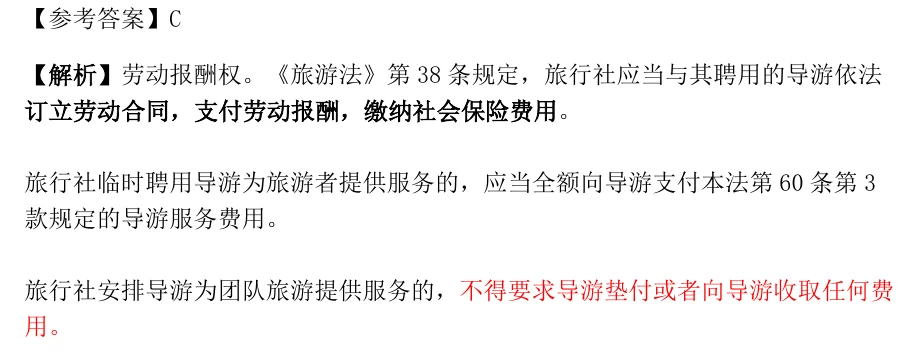 【参考答案】C
【解析】劳动报酬权。《旅游法》第 38 条规定，旅行社应当与其聘用的导游依法
订立劳动合同，支付劳动报酬，缴纳社会保险费用。
旅行社临时聘用导游为旅游者提供服务的，应当全额向导游支付本法第 60 条第 3
款规定的导游服务费用。
旅行社安排导游为团队旅游提供服务的，不得要求导游垫付或者向导游收取任何费
用。